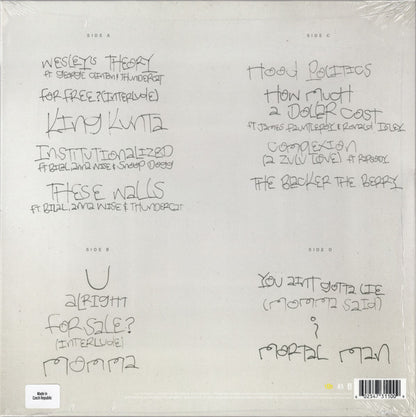 SIDE A
WESLEY'S THEORY
ft GEORGE CLINTON & THUNDERCAT
FOR FREE? (INTERLUDE)
KING KUNTA
INSTITUTIONALIZED
ft BILAL, ANNA WISE & SNOOP DOGG
THESE WALLS
ft BILAL, ANNA WISE & THUNDERCAT
SIDE B
U
ALRIGHT
FOR SALE?
(INTERLUDE)
MOMMA
SIDE C
HOOD POLITICS
HOW MUCH
A DOLLAR COST
ft JAMES FAUNTLEROY & RONALD ISLEY
COMPLEXION
(A ZULU LOVE) ft RAPSODY
THE BLACKER THE BERRY
SIDE D
YOU AINT GOTTA LIE
(MOMMA SAID)
i
MORTAL MAN
Made in
Czech Republic